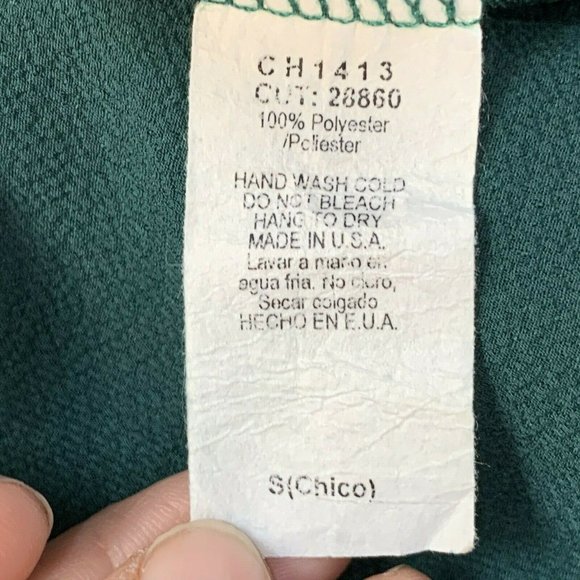 CH1413
CUT: 28860
100% Polyester
/Poliester
HAND WASH COLD
DO NOT BLEACH
HANG TO DRY
MADE IN U.S.A.
Lavar a mano en
agua fria. No cloro,
Secar colgado
HECHO EN E.U.A.
S(Chico)